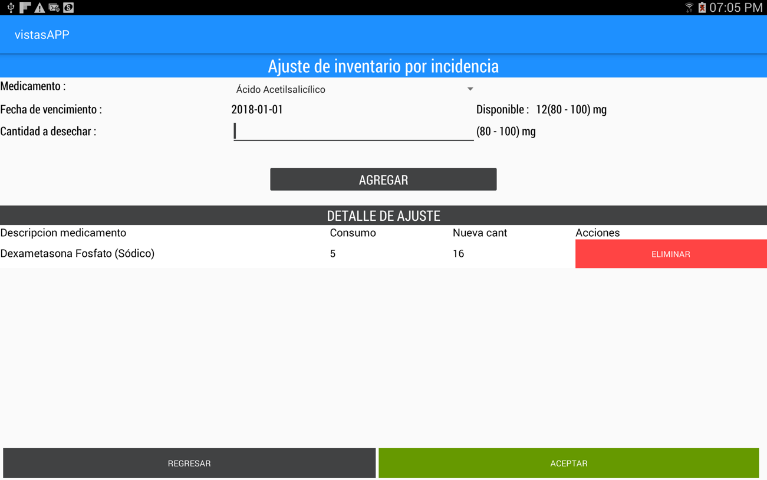 07:05 PM
vistasAPP
Ajuste de inventario por incidencia
Medicamento : Ácido Acetilsalicílico
Fecha de vencimiento : 2018-01-01 Disponible : 12(80 - 100) mg
Cantidad a desechar : (80 - 100) mg
AGREGAR
DETALLE DE AJUSTE
Descripcion medicamento Consumo Nueva cant Acciones
Dexametasona Fosfato (Sódico) 5 16 ELIMINAR
REGRESAR ACEPTAR